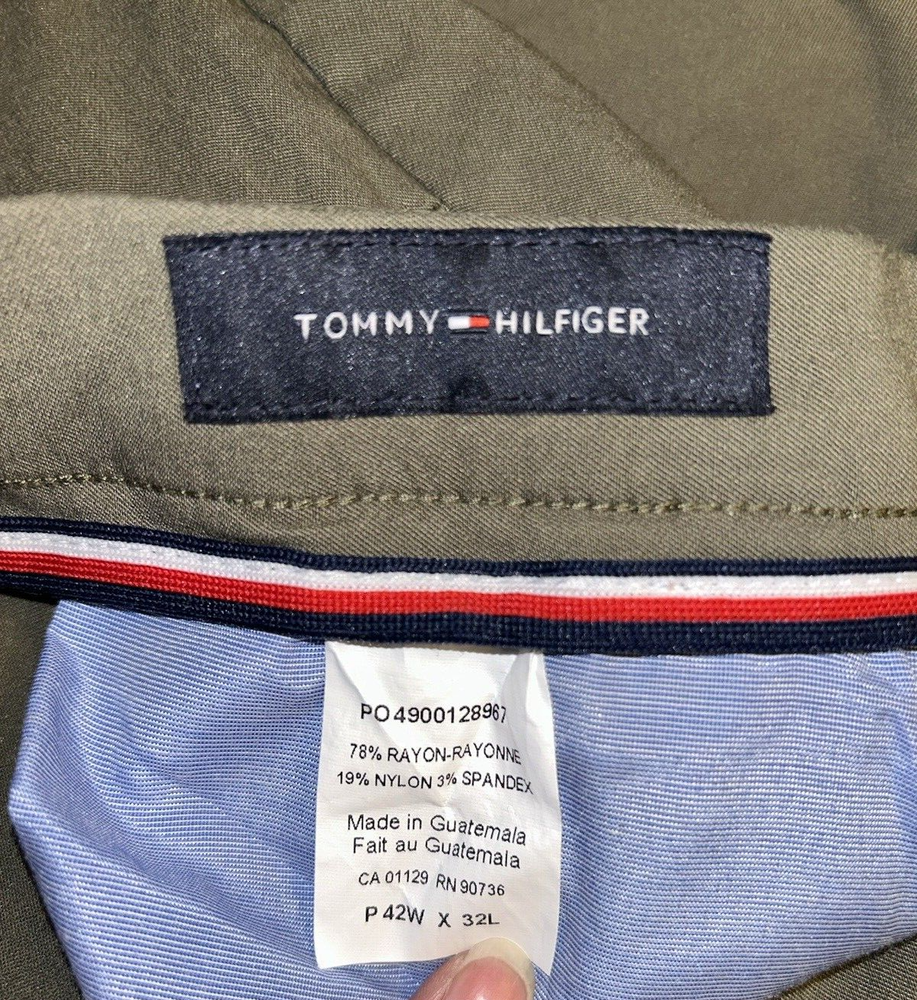 TOMMY HILFIGER
PO4900128967
78% RAYON-RAYONNE
19% NYLON 3% SPANDEX
Made in Guatemala
Fait au Guatemala
CA 01129 RN 90736
P 42W X 32L